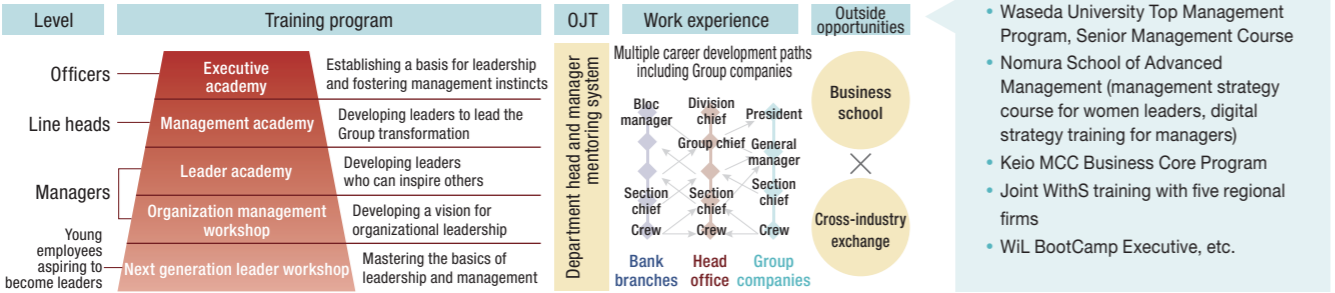 Level
Training program
OJT
Work experience
Outside
opportunities
Officers
Executive
academy
Establishing a basis for leadership
and fostering management instincts
Line heads
Management academy
Developing leaders to lead the
Group transformation
Managers
Leader academy
Developing leaders
who can inspire others
Organization management
workshop
Developing a vision for
organizational leadership
Young
employees
aspiring to
become leaders
Next generation leader workshop
Mastering the basics of
leadership and management
Department head and manager
mentoring system
Multiple career development paths
including Group companies
Bloc
manager
Section
chief
Crew
Bank
branches
Division
chief
Group chief
Section
chief
Crew
Head
office
President
General
manager
Section
chief
Crew
Group
companies
Business
school
×
Cross-industry
exchange
• Waseda University Top Management
Program, Senior Management Course
• Nomura School of Advanced
Management (management strategy
course for women leaders, digital
strategy training for managers)
• Keio MCC Business Core Program
• Joint WithS training with five regional
firms
• WiL BootCamp Executive, etc.